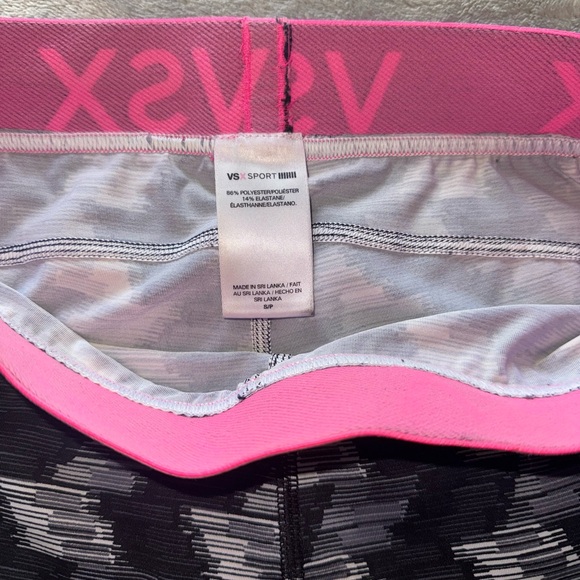 XSVSV
X
VSX SPORT
86% POLYESTER/POLIÉSTER
14% ELASTANE/
ÉLASTHANNE/ELASTANO.
MADE IN SRI LANKA / FAIT
AU SRI LANKA / HECHO EN
SRI LANKA
S/P